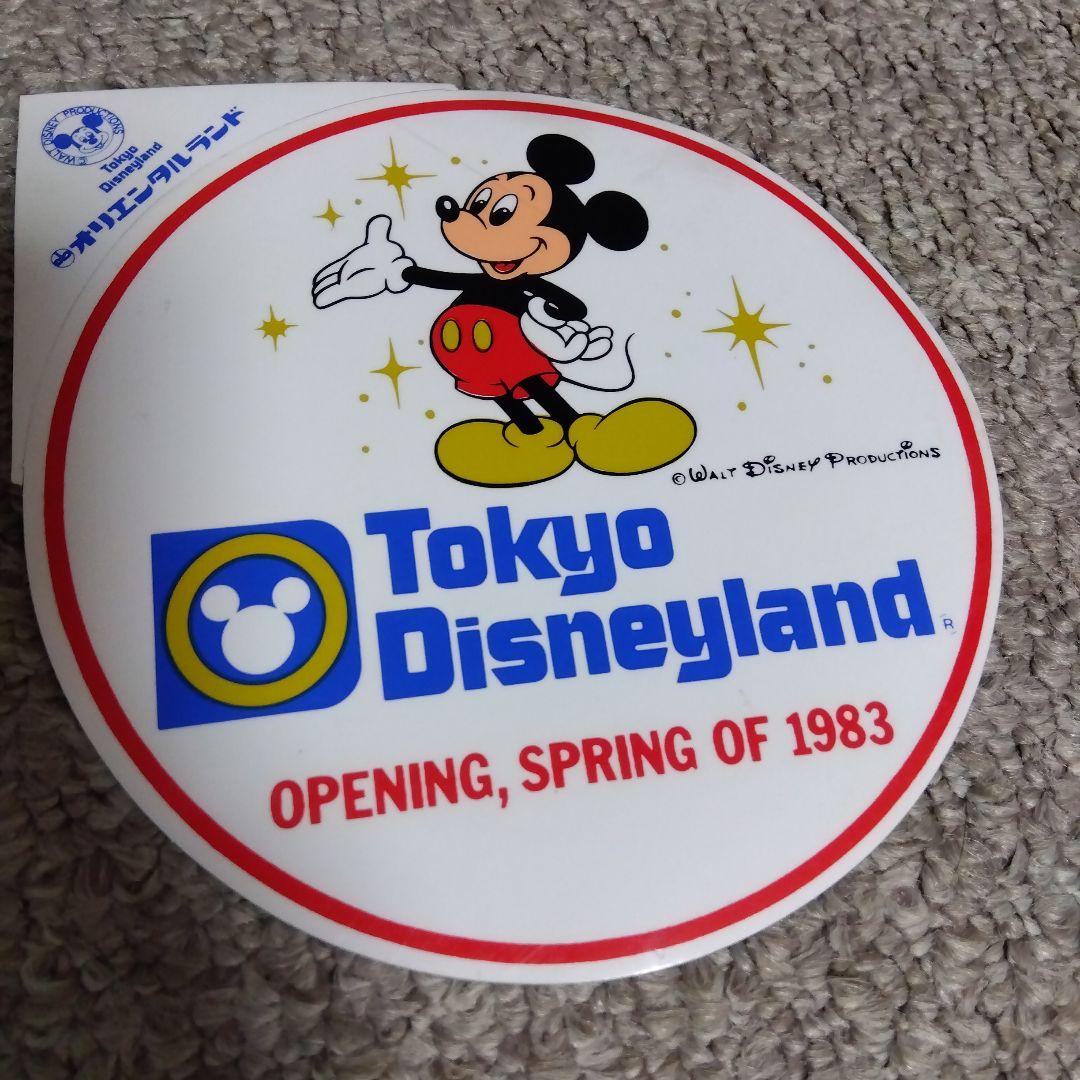 © WALT DISNEY PRODUCTIONS
Tokyo
Disneyland
オリエンタルランド
© WALT DISNEY PRODUCTIONS
Tokyo
Disneyland ®
OPENING, SPRING OF 1983